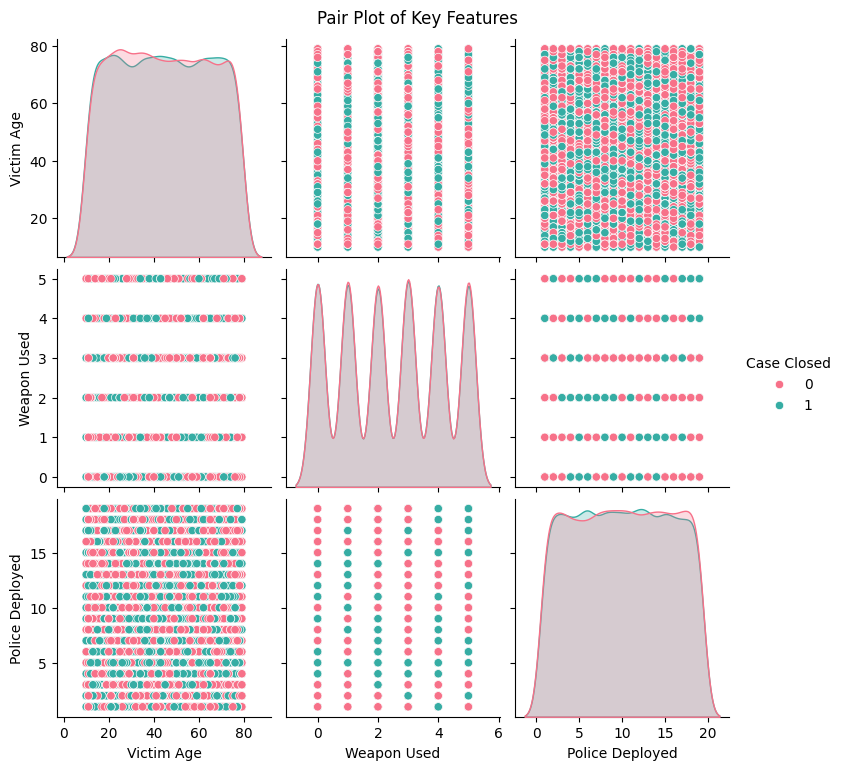 Pair Plot of Key Features
80
60
40
20
Victim Age
5
4
3
2
1
0
Weapon Used
Case Closed
0
1
15
10
5
Police Deployed
0 20 40 60 80
0 2 4 6
0 5 10 15 20
Victim Age
Weapon Used
Police Deployed